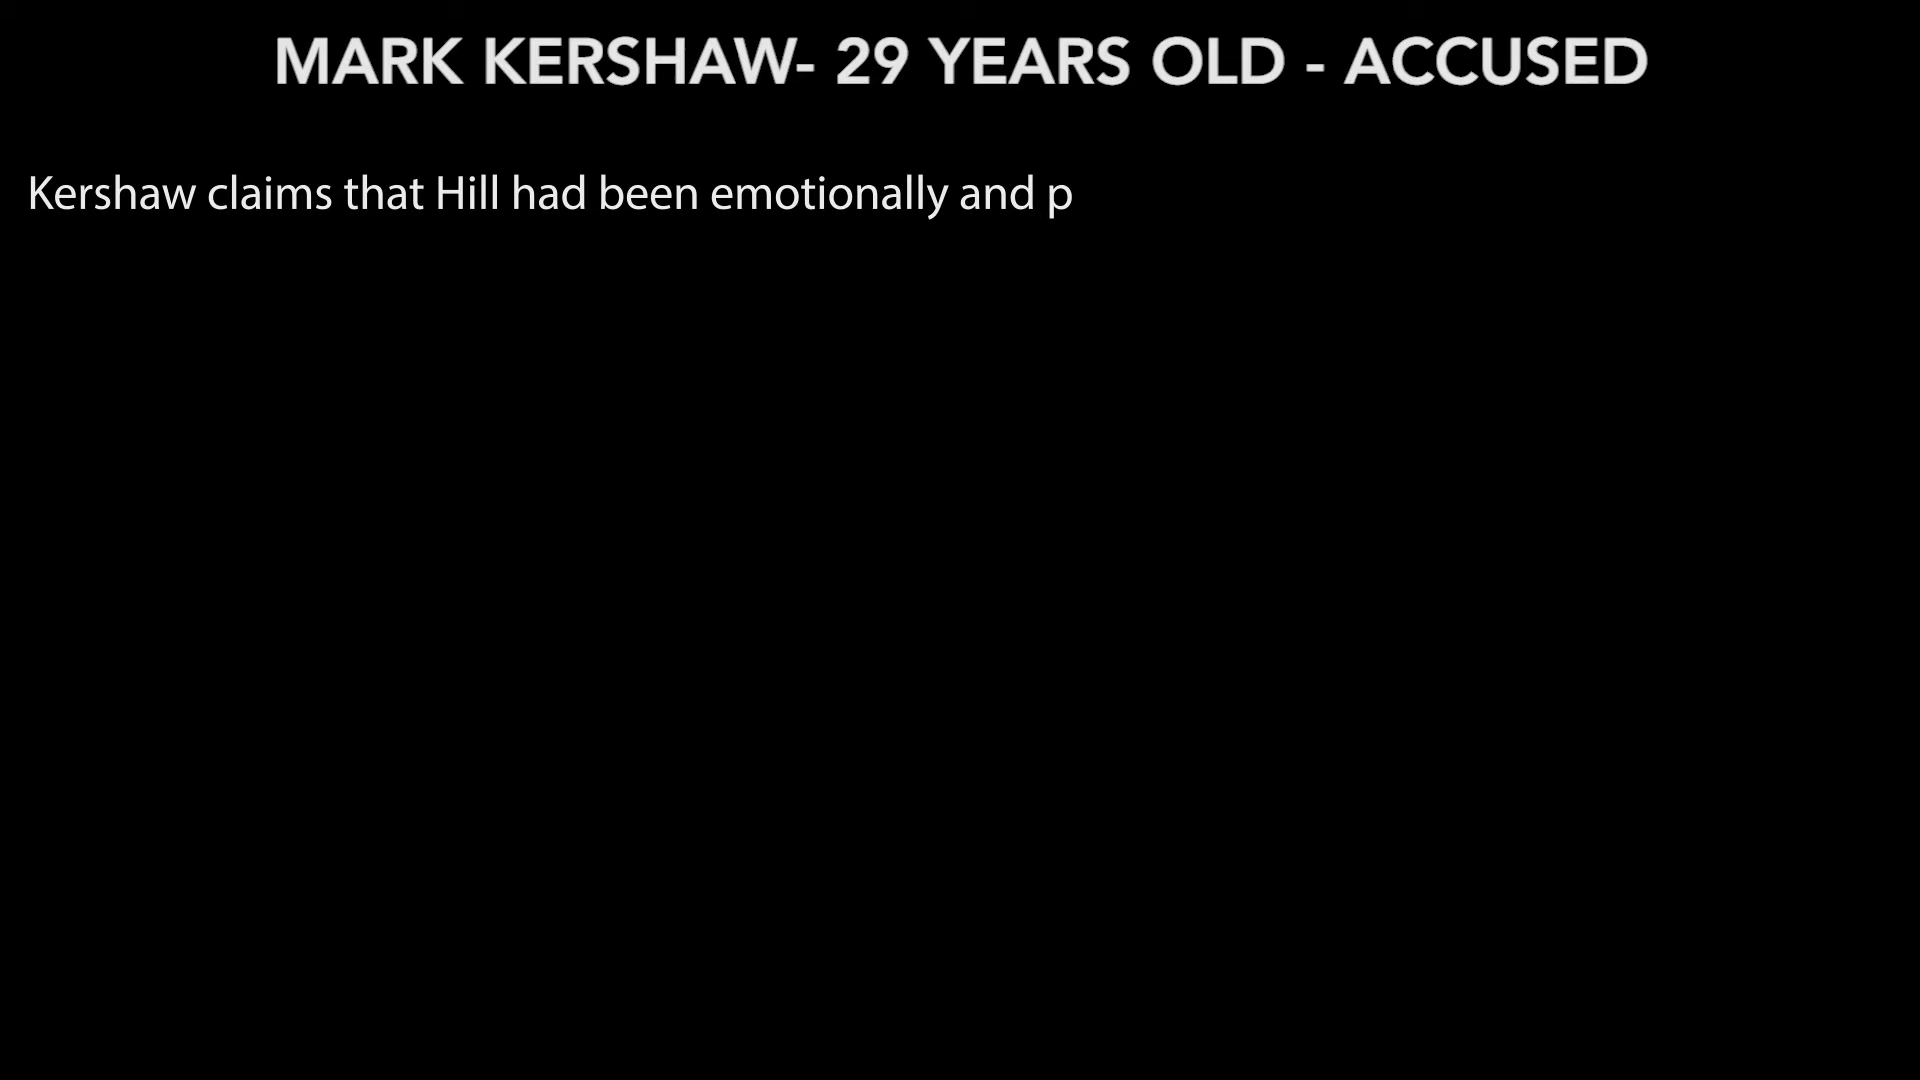 MARK KERSHAW- 29 YEARS OLD - ACCUSED
Kershaw claims that Hill had been emotionally and p